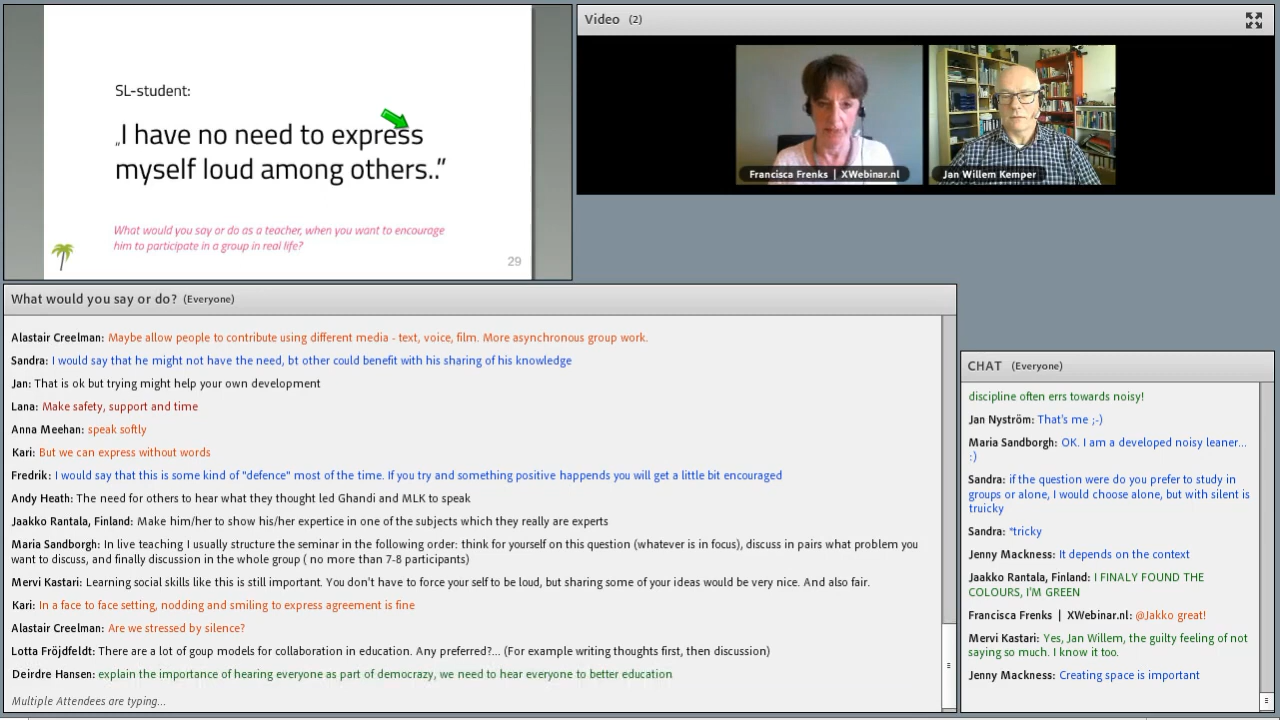 SL-student:
„I have no need to express
myself loud among others..”
What would you say or do as a teacher, when you want to encourage
him to participate in a group in real life?
29
Video (2)
Francisca Frenks | XWebinar.nl
Jan Willem Kemper
What would you say or do? (Everyone)
Alastair Creelman: Maybe allow people to contribute using different media - text, voice, film. More asynchronous group work.
Sandra: I would say that he might not have the need, bt other could benefit with his sharing of his knowledge
Jan: That is ok but trying might help your own development
Lana: Make safety, support and time
Anna Meehan: speak softly
Kari: But we can express without words
Fredrik: I would say that this is some kind of "defence" most of the time. If you try and something positive happends you will get a little bit encouraged
Andy Heath: The need for others to hear what they thought led Ghandi and MLK to speak
Jaakko Rantala, Finland: Make him/her to show his/her expertice in one of the subjects which they really are experts
Maria Sandborgh: In live teaching I usually structure the seminar in the following order: think for yourself on this question (whatever is in focus), discuss in pairs what problem you
want to discuss, and finally discussion in the whole group ( no more than 7-8 participants)
Mervi Kastari: Learning social skills like this is still important. You don't have to force your self to be loud, but sharing some of your ideas would be very nice. And also fair.
Kari: In a face to face setting, nodding and smiling to express agreement is fine
Alastair Creelman: Are we stressed by silence?
Lotta Fröjdfeldt: There are a lot of goup models for collaboration in education. Any preferred?... (For example writing thoughts first, then discussion)
Deirdre Hansen: explain the importance of hearing everyone as part of democracy, we need to hear everyone to better education
Multiple Attendees are typing...
CHAT (Everyone)
discipline often errs towards noisy!
Jan Nyström: That's me ;-)
Maria Sandborgh: OK. I am a developed noisy leaner...
:)
Sandra: if the question were do you prefer to study in
groups or alone, I would choose alone, but with silent is
truicky
Sandra: *tricky
Jenny Mackness: It depends on the context
Jaakko Rantala, Finland: I FINALY FOUND THE
COLOURS, I'M GREEN
Francisca Frenks | XWebinar.nl: @Jakko great!
Mervi Kastari: Yes, Jan Willem, the guilty feeling of not
saying so much. I know it too.
Jenny Mackness: Creating space is important